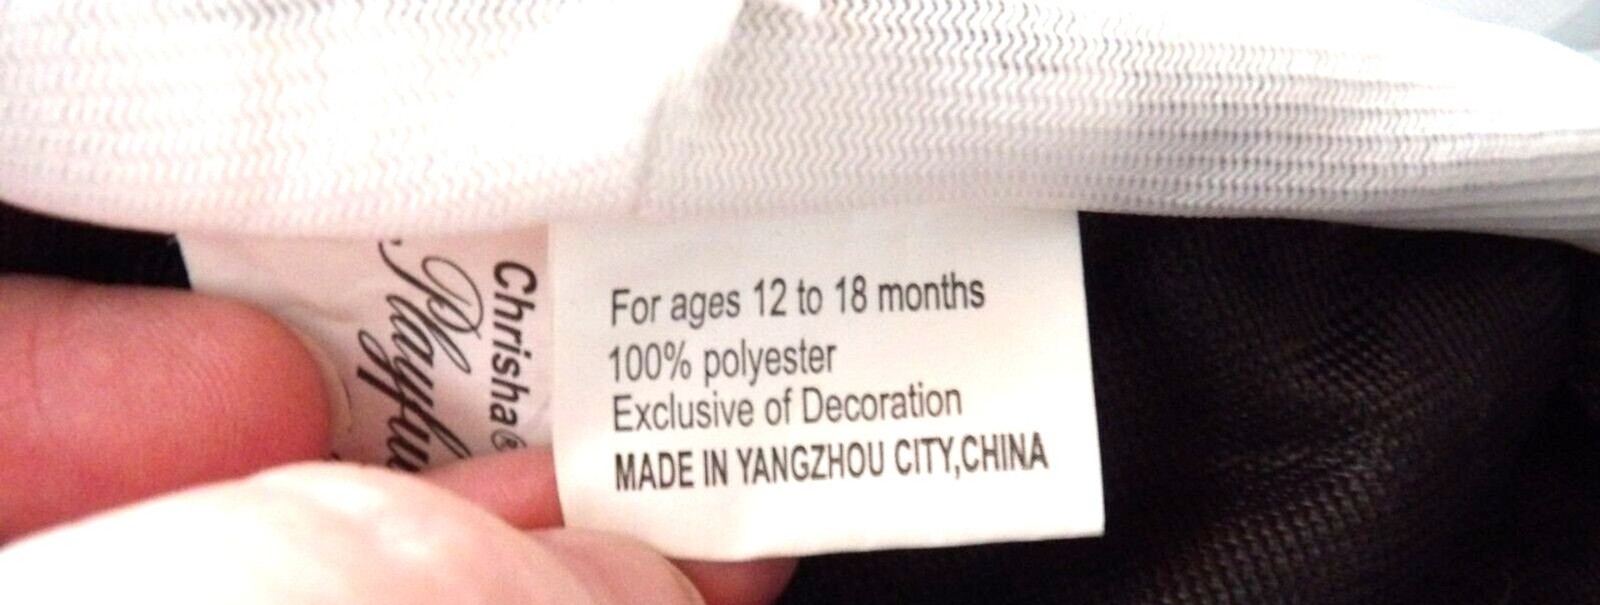 Chrisha®
For ages 12 to 18 months
100% polyester
Exclusive of Decoration
MADE IN YANGZHOU CITY,CHINA